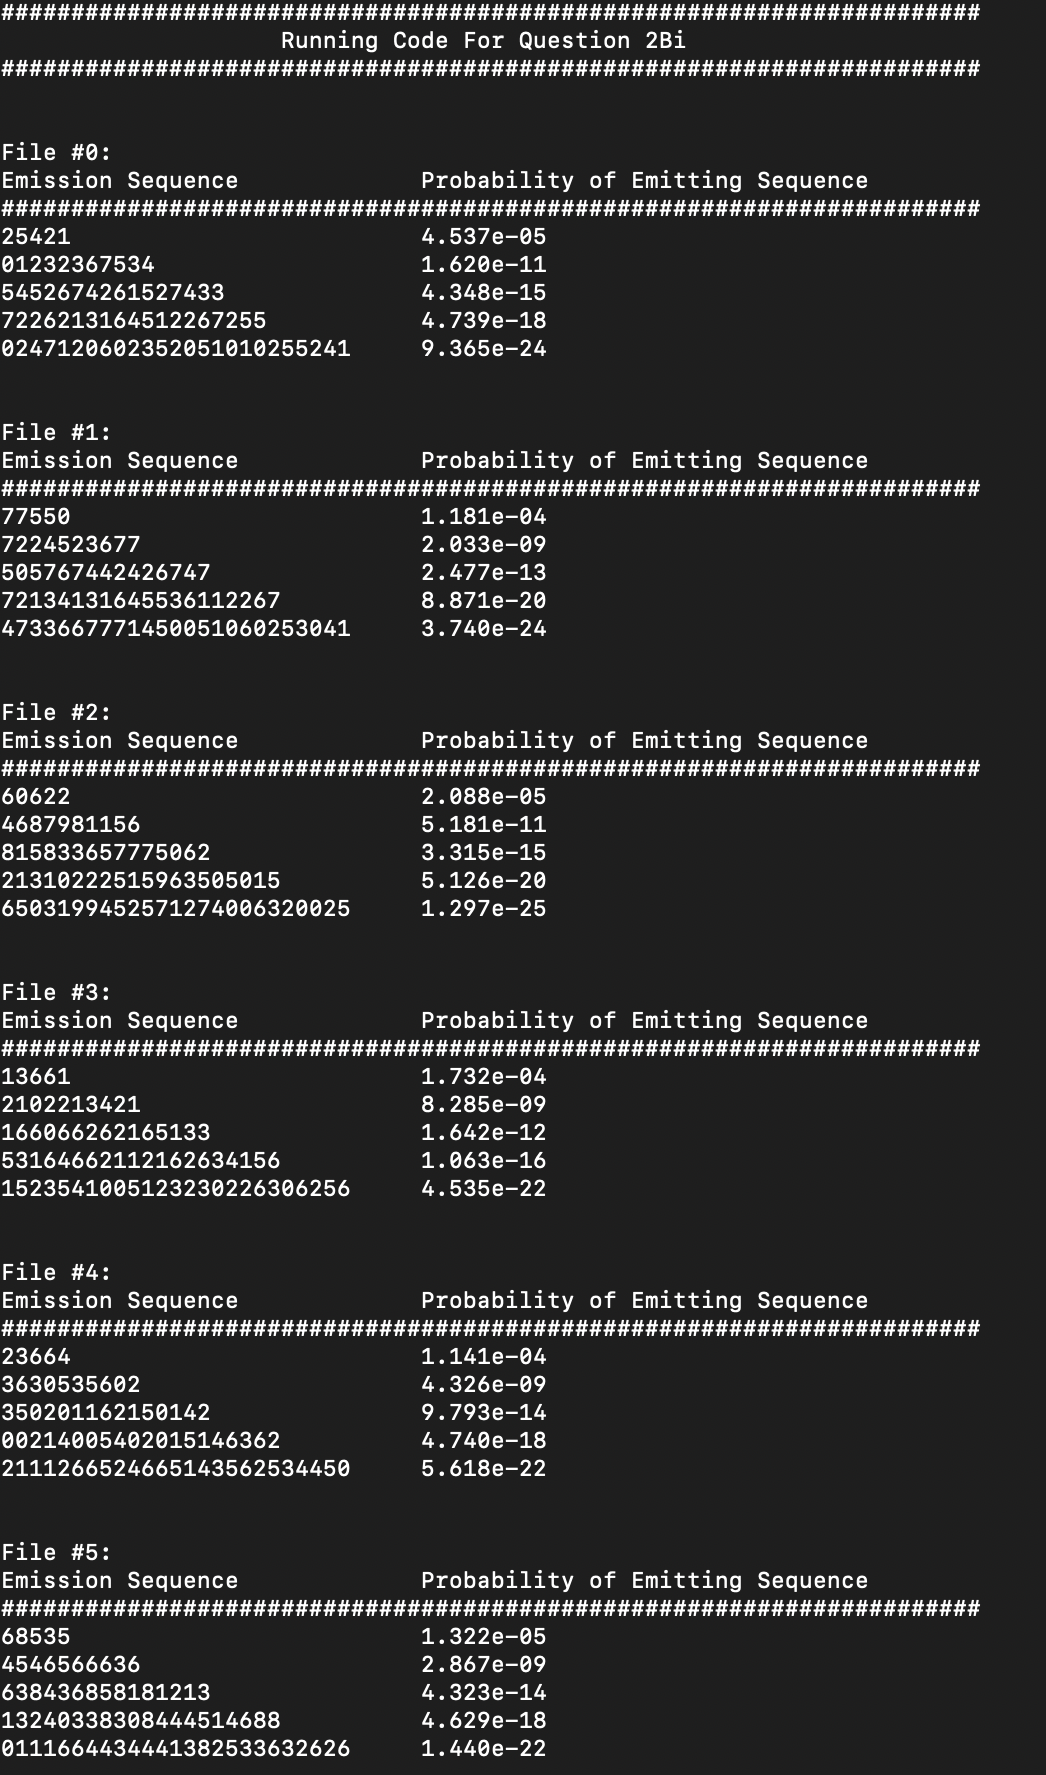 ######################################################################
Running Code For Question 2Bi
######################################################################
File #0:
Emission Sequence Probability of Emitting Sequence
######################################################################
25421 4.537e-05
01232367534 1.620e-11
5452674261527433 4.348e-15
7226213164512267255 4.739e-18
0247120602352051010255241 9.365e-24
File #1:
Emission Sequence Probability of Emitting Sequence
######################################################################
77550 1.181e-04
7224523677 2.033e-09
505767442426747 2.477e-13
72134131645536112267 8.871e-20
4733667771450051060253041 3.740e-24
File #2:
Emission Sequence Probability of Emitting Sequence
######################################################################
60622 2.088e-05
4687981156 5.181e-11
815833657775062 3.315e-15
21310222515963505015 5.126e-20
6503199452571274006320025 1.297e-25
File #3:
Emission Sequence Probability of Emitting Sequence
######################################################################
13661 1.732e-04
2102213421 8.285e-09
166066262165133 1.642e-12
53164662112162634156 1.063e-16
1523541005123230226306256 4.535e-22
File #4:
Emission Sequence Probability of Emitting Sequence
######################################################################
23664 1.141e-04
3630535602 4.326e-09
350201162150142 9.793e-14
00214005402015146362 4.740e-18
2111266524665143562534450 5.618e-22
File #5:
Emission Sequence Probability of Emitting Sequence
######################################################################
68535 1.322e-05
4546566636 2.867e-09
638436858181213 4.323e-14
13240338308444514688 4.629e-18
0111664434441382533632626 1.440e-22